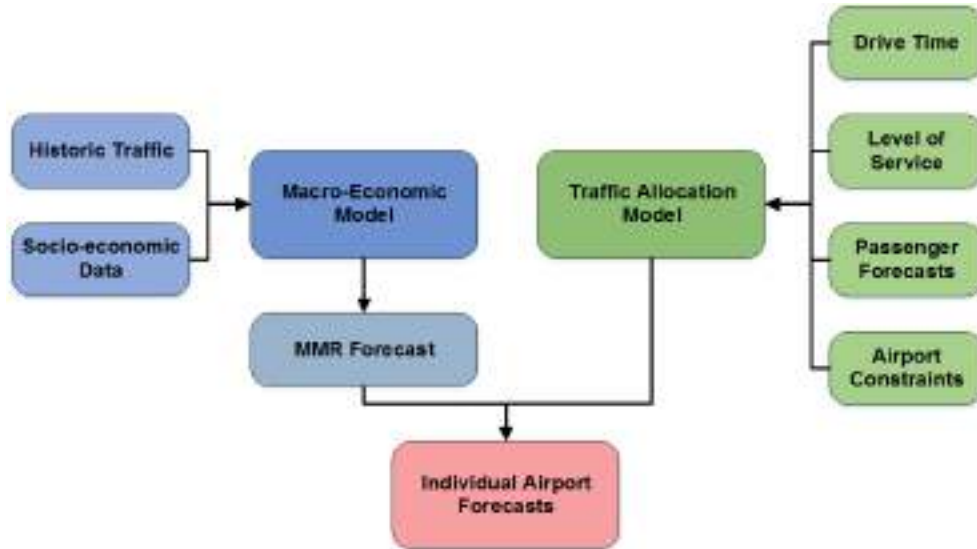 Drive Time
Historic Traffic
Level of
Service
Macro-Economic
Model
Traffic Allocation
Model
Socio-economic
Data
Passenger
Forecasts
MMR Forecast
Airport
Constraints
Individual Airport
Forecasts